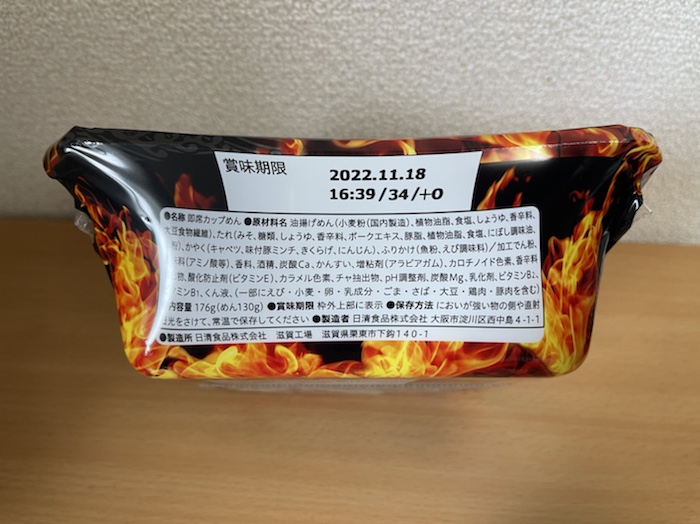 賞味期限
2022.11.18
16:39/34/+O
●名称 即席カップめん ●原材料名 油揚げめん(小麦粉(国内製造)、植物油脂、食塩、しょうゆ、香辛料、
大豆食物繊維)、たれ(みそ、糖類、しょうゆ、香辛料、ポークエキス、豚脂、植物油脂、食塩、にぼし調味油、
粉)、かやく(キャベツ、味付豚ミンチ、きくらげ、にんじん)、ふりかけ(魚粉、えび調味料)/加工でん粉、
料(アミノ酸等)、香料、酒精、炭酸Ca、かんすい、増粘剤(アラビアガム)、カロチノイド色素、香辛料
物、酸化防止剤(ビタミンE)、カラメル色素、チャ抽出物、pH調整剤、炭酸Mg、乳化剤、ビタミンB2、
ビタミンB1、くん液、(一部にえび・小麦・卵・乳成分・ごま・さば・大豆・鶏肉・豚肉を含む)
内容量 176g(めん130g) ●賞味期限 枠外上部に表示 ●保存方法 においが強い物の側や直射
日光をさけて、常温で保存してください ●製造者 日清食品株式会社 大阪市淀川区西中島4-1-1
●製造所 日清食品株式会社 滋賀工場 滋賀県栗東市下鈎140-1